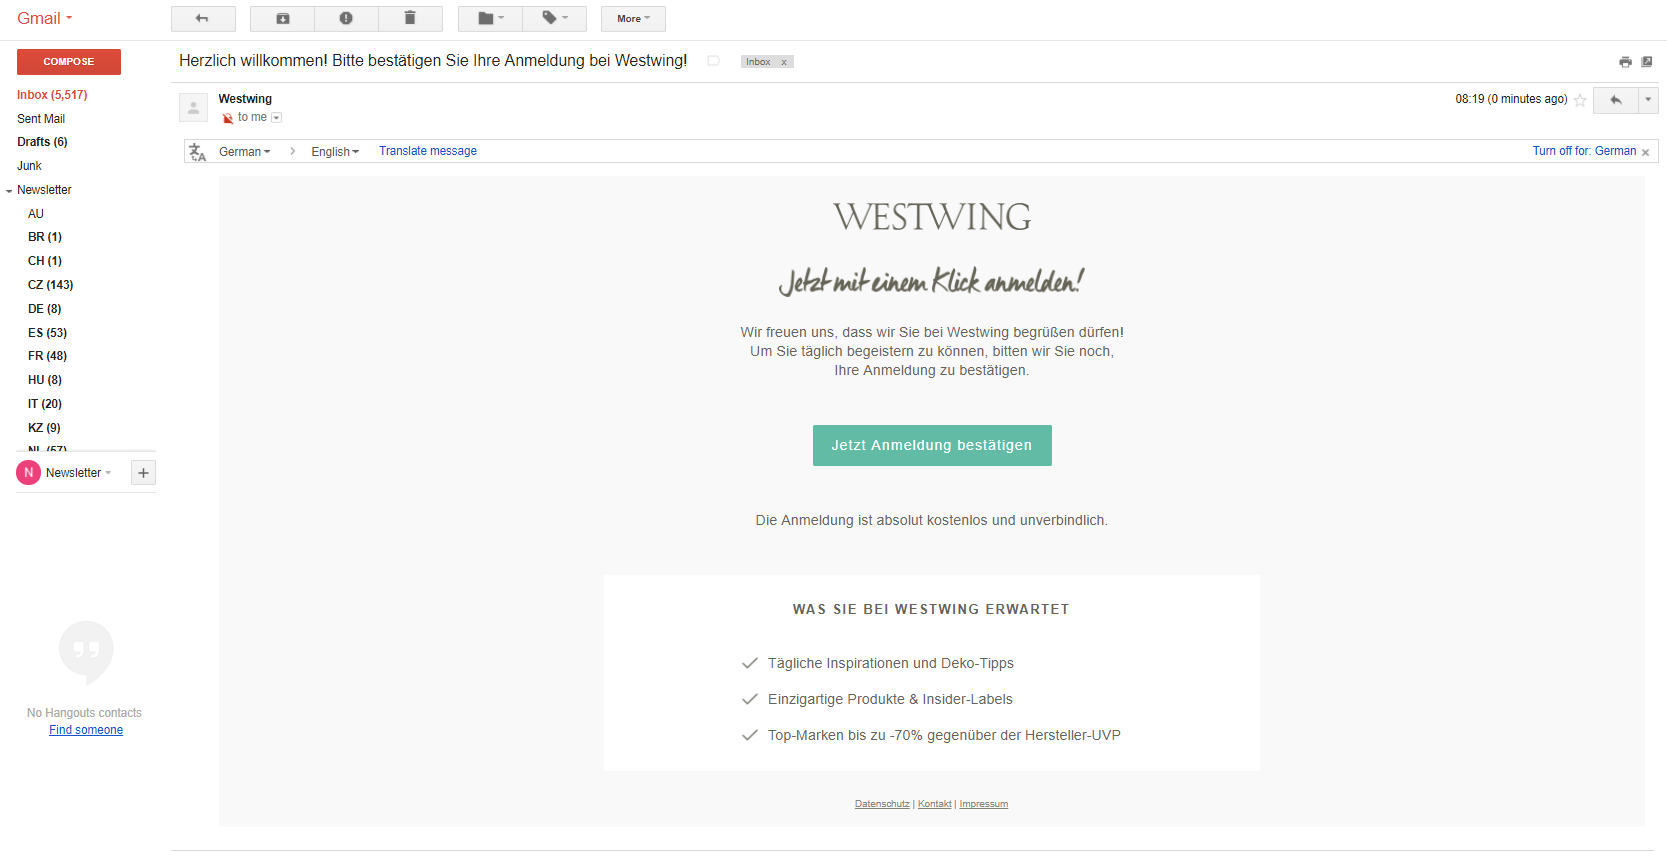 Gmail
More
COMPOSE
Herzlich willkommen! Bitte bestätigen Sie Ihre Anmeldung bei Westwing!
Inbox x
Inbox (5,517)
Sent Mail
Drafts (6)
Junk
Newsletter
AU
BR (1)
CH (1)
CZ (143)
DE (8)
ES (53)
FR (48)
HU (8)
IT (20)
KZ (9)
NL (57)
N Newsletter
No Hangouts contacts
Find someone
Westwing
08:19 (0 minutes ago)
to me
German > English Translate message
Turn off for: German x
WESTWING
Jetzt mit einem Klick anmelden!
Wir freuen uns, dass wir Sie bei Westwing begrüßen dürfen!
Um Sie täglich begeistern zu können, bitten wir Sie noch,
Ihre Anmeldung zu bestätigen.
Jetzt Anmeldung bestätigen
Die Anmeldung ist absolut kostenlos und unverbindlich.
WAS SIE BEI WESTWING ERWARTET
Tägliche Inspirationen und Deko-Tipps
Einzigartige Produkte & Insider-Labels
Top-Marken bis zu -70% gegenüber der Hersteller-UVP
Datenschutz | Kontakt | Impressum